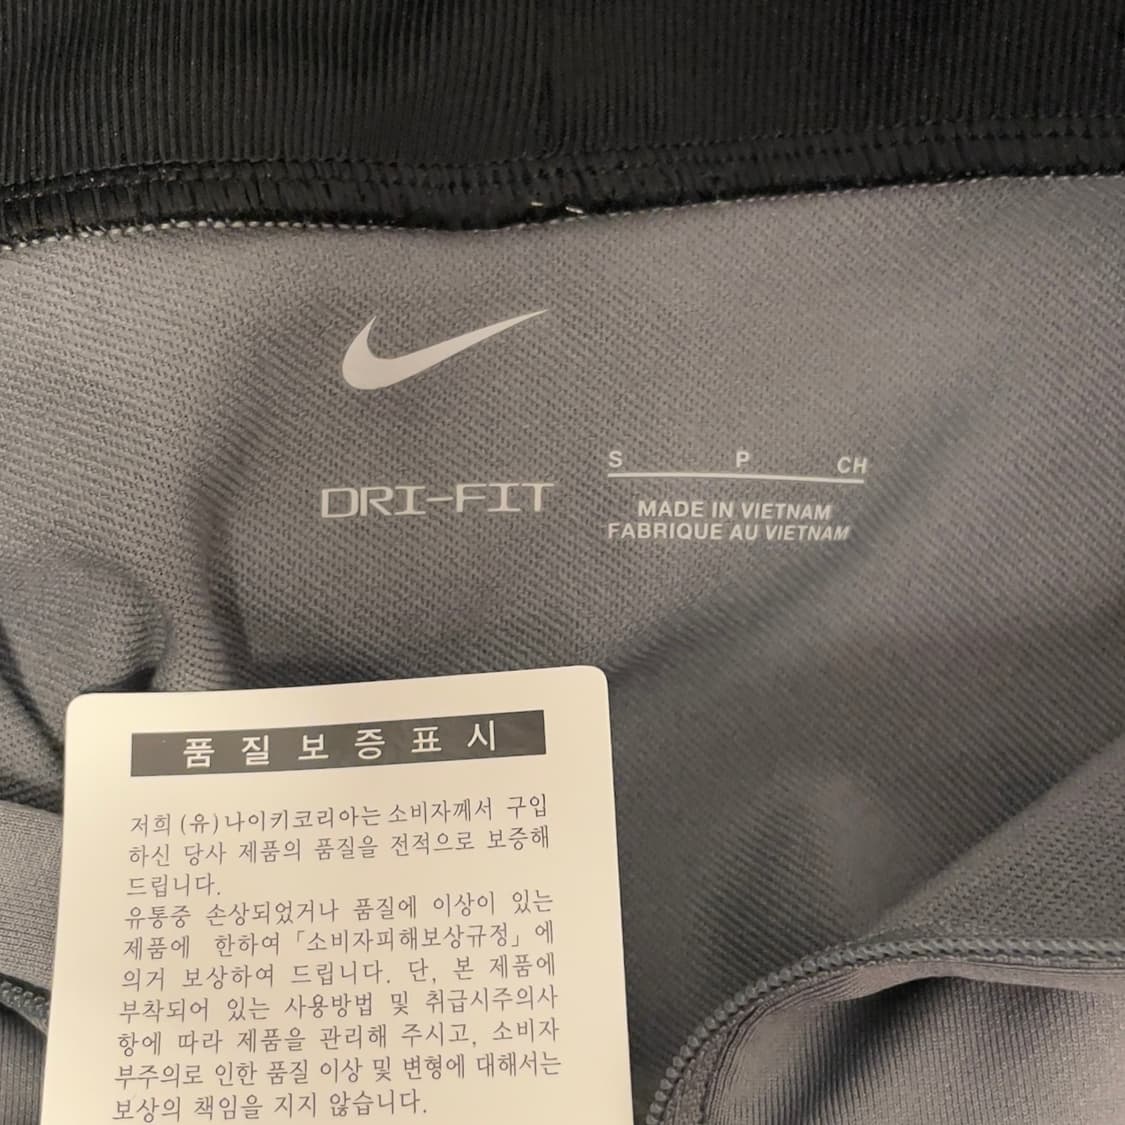 S P CH
DRI-FIT
MADE IN VIETNAM
FABRIQUE AU VIETNAM
품질보증표시
저희 (유)나이키코리아는 소비자께서 구입
하신 당사 제품의 품질을 전적으로 보증해
드립니다.
유통중 손상되었거나 품질에 이상이 있는
제품에 한하여 「소비자피해보상규정」에
의거 보상하여 드립니다. 단, 본 제품에
부착되어 있는 사용방법 및 취급시주의사
항에 따라 제품을 관리해 주시고, 소비자
부주의로 인한 품질 이상 및 변형에 대해서는
보상의 책임을 지지 않습니다.